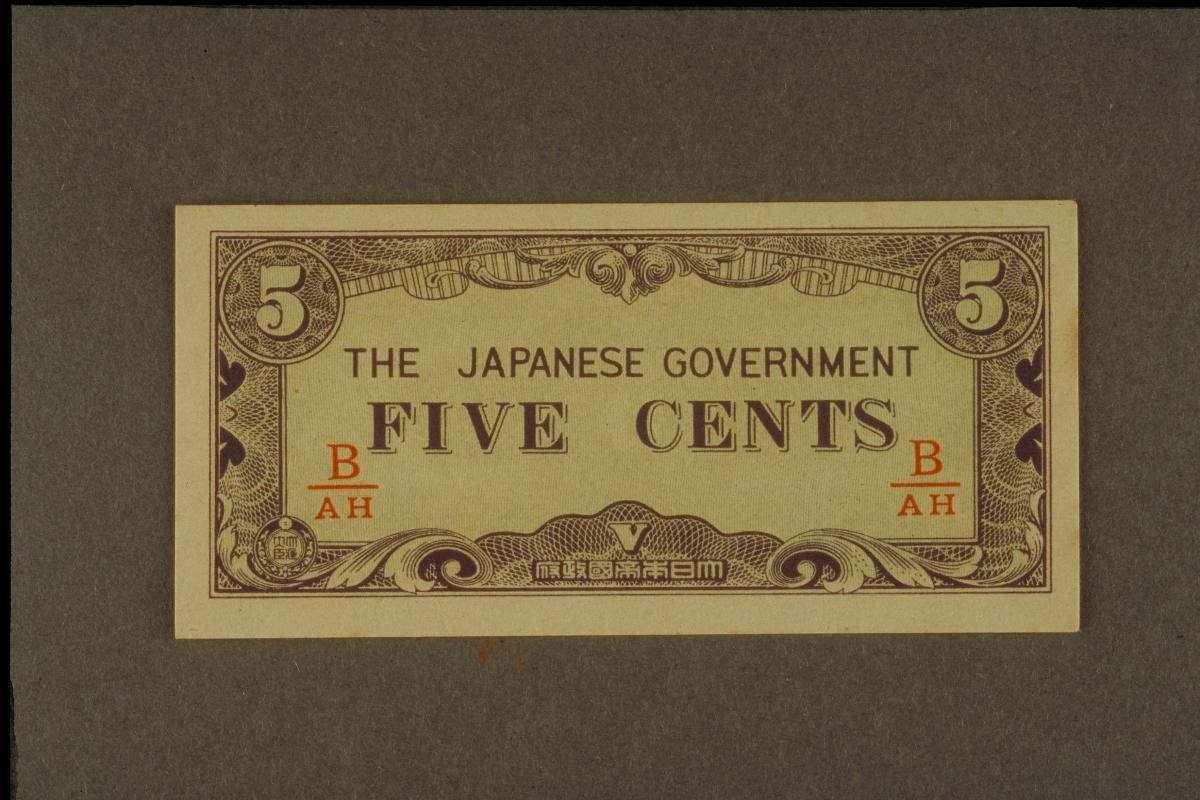 5 5
THE JAPANESE GOVERNMENT
FIVE CENTS
B B
AH AH
V
府政國帝本日大